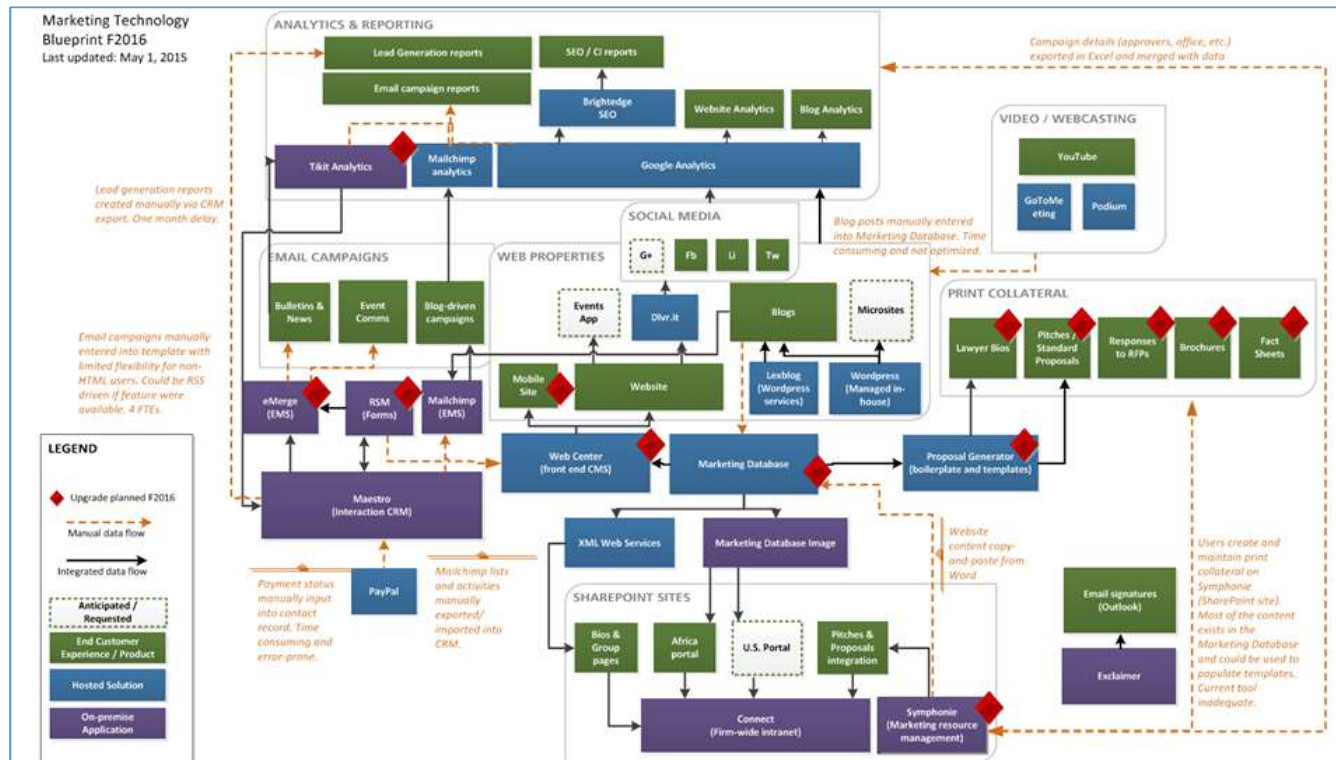 Marketing Technology
Blueprint F2016
Last updated: May 1, 2015
ANALYTICS & REPORTING
Lead Generation reports
Email campaign reports
SEO / CI reports
Brightedge
SEO
Website Analytics
Blog Analytics
Tikit Analytics
Mailchimp
analytics
Google Analytics
Campaign details (approvers, office, etc.)
exported in Excel and merged with data
VIDEO / WEBCASTING
YouTube
GoToMe
eting
Podium
Lead generation reports
created manually via CRM
export. One month delay.
SOCIAL MEDIA
G+
Fb
Li
Tw
Blog posts manually entered
into Marketing Database. Time
consuming and not optimized.
EMAIL CAMPAIGNS
Bulletins &
News
Event
Comms
Blog-driven
campaigns
WEB PROPERTIES
Events
App
Dlvr.it
Blogs
Microsites
Mobile
Site
Website
Lexblog
(Wordpress
services)
Wordpress
(Managed in-
house)
PRINT COLLATERAL
Lawyer Bios
Pitches /
Standard
Proposals
Responses
to RFPs
Brochures
Fact
Sheets
Email campaigns manually
entered into template with
limited flexibility for non-
HTML users. Could be RSS
driven if feature were
available. 4 FTEs.
eMerge
(EMS)
RSM
(Forms)
Mailchimp
(EMS)
Web Center
(front end CMS)
Marketing Database
Proposal Generator
(boilerplate and templates)
Maestro
(Interaction CRM)
XML Web Services
Marketing Database Image
Website
content copy-
and-paste from
Word
PayPal
Payment status
manually input
into contact
record. Time
consuming and
error-prone.
Mailchimp lists
and activities
manually
exported/
imported into
CRM.
SHAREPOINT SITES
Bios &
Group
pages
Africa
portal
U.S. Portal
Pitches &
Proposals
integration
Connect
(Firm-wide intranet)
Symphonie
(Marketing resource
management)
Email signatures
(Outlook)
Exclaimer
Users create and
maintain print
collateral on
Symphonie
(SharePoint site).
Most of the content
exists in the
Marketing Database
and could be used to
populate templates.
Current tool
inadequate.
LEGEND
Upgrade planned F2016
Manual data flow
Integrated data flow
Anticipated /
Requested
End Customer
Experience / Product
Hosted Solution
On-premise
Application